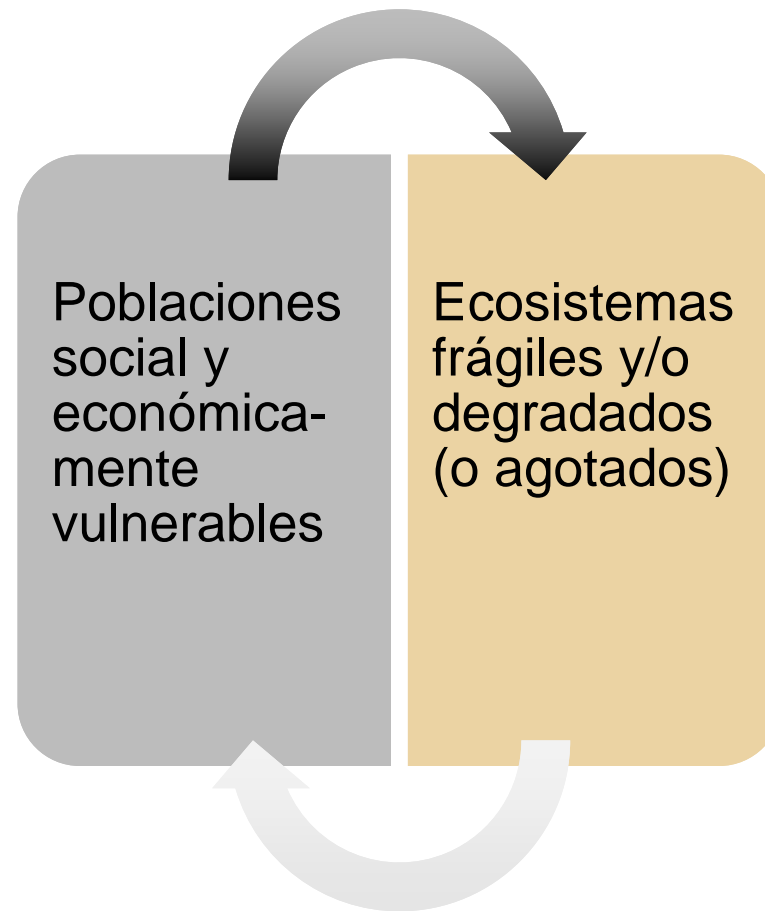 Poblaciones
social y
económica-
mente
vulnerables
Ecosistemas
frágiles y/o
degradados
(o agotados)